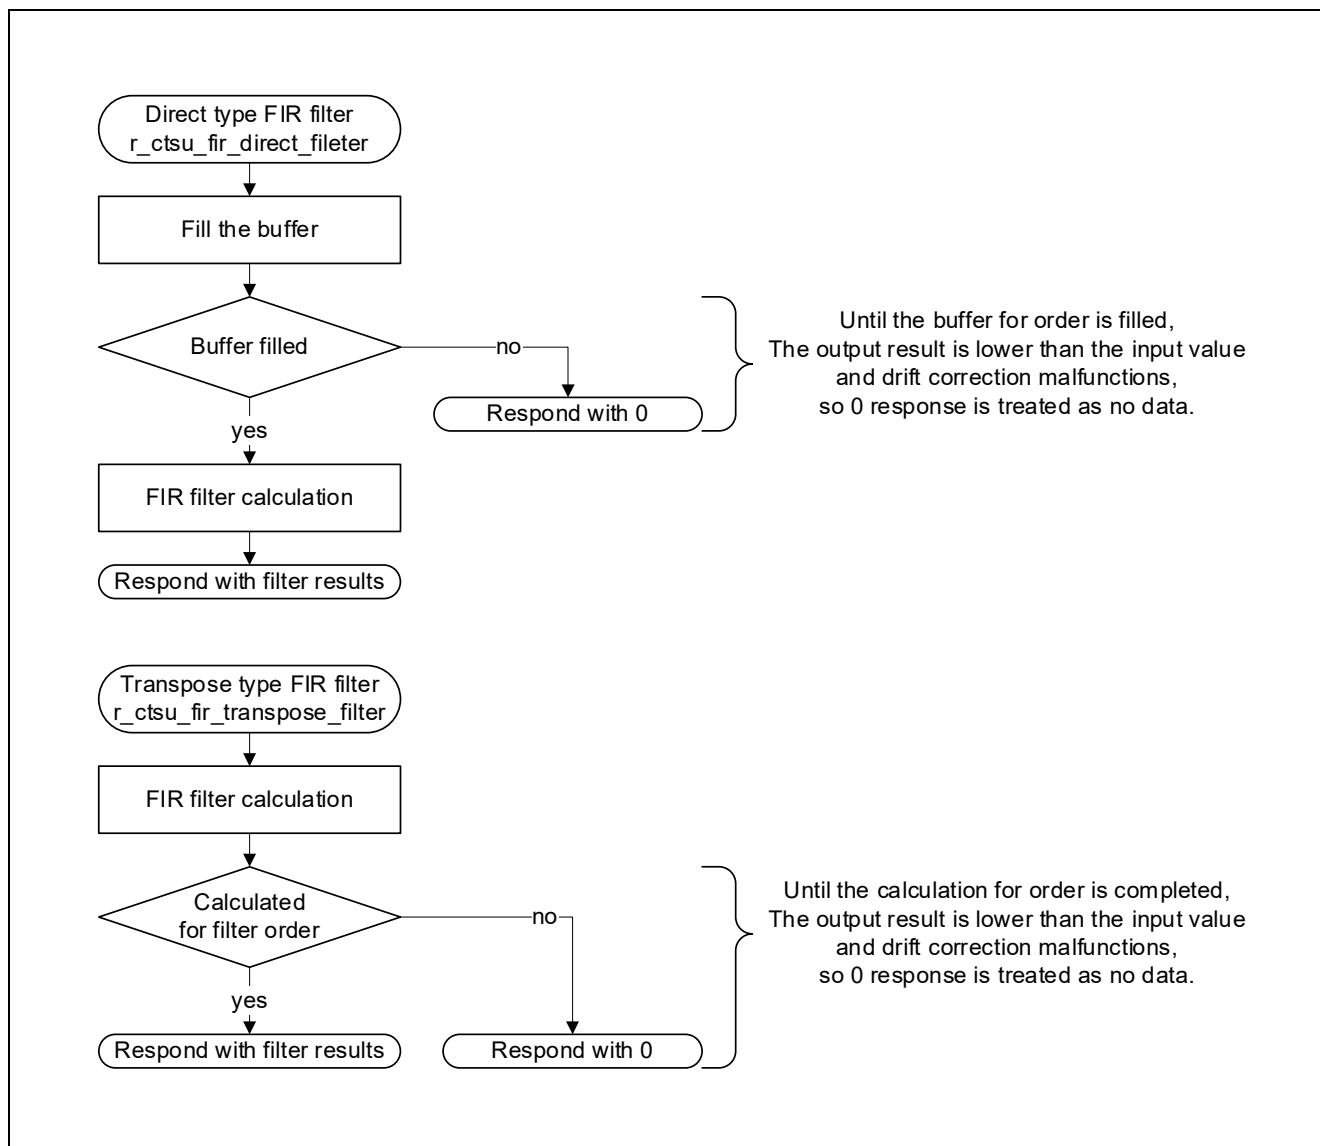 Direct type FIR filter
r_ctsu_fir_direct_fileter
Fill the buffer
Buffer filled
no
Respond with 0
yes
FIR filter calculation
Respond with filter results
Until the buffer for order is filled,
The output result is lower than the input value
and drift correction malfunctions,
so 0 response is treated as no data.
Transpose type FIR filter
r_ctsu_fir_transpose_filter
FIR filter calculation
Calculated
for filter order
no
yes
Respond with filter results
Respond with 0
Until the calculation for order is completed,
The output result is lower than the input value
and drift correction malfunctions,
so 0 response is treated as no data.